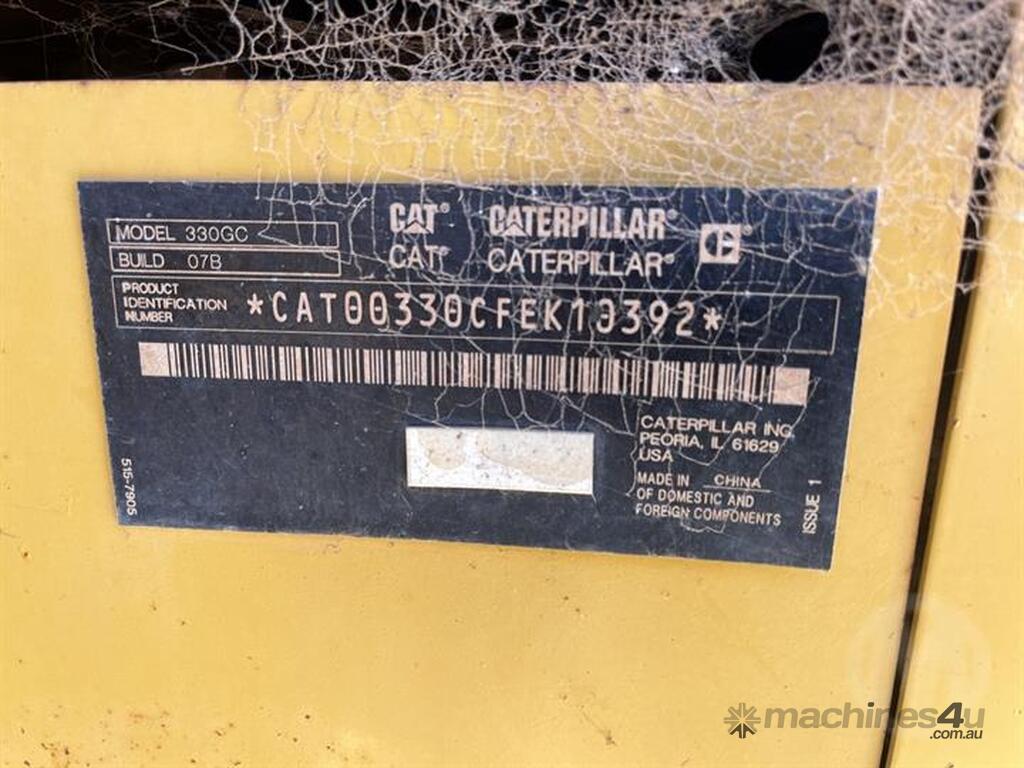 MODEL 330GC
BUILD 07B
CAT® CATERPILLAR®
CAT® CATERPILLAR®
PRODUCT
IDENTIFICATION
NUMBER
*CAT00330CFEK10392*
CATERPILLAR INC.
PEORIA, IL 61629
USA
MADE IN CHINA
OF DOMESTIC AND
FOREIGN COMPONENTS
515-7905
ISSUE 1
machines4u
.com.au